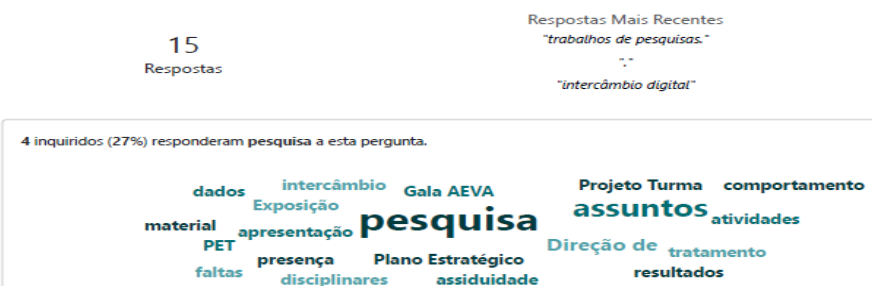 15
Respostas
Respostas Mais Recentes
"trabalhos de pesquisas."
"."
"intercâmbio digital"
4 inquiridos (27%) responderam pesquisa a esta pergunta.
dados intercâmbio Gala AEVA Projeto Turma comportamento
Exposição pesquisa assuntos
material apresentação atividades
PET Direção de tratamento
presença Plano Estratégico
faltas disciplinares assiduidade resultados